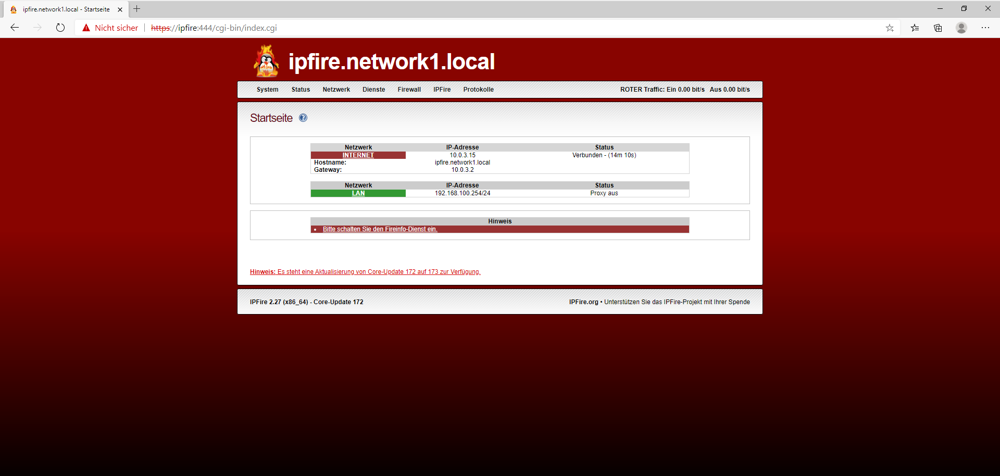 ipfire.network1.local - Startseite
Nicht sicher https://ipfire:444/cgi-bin/index.cgi
ipfire.network1.local
System Status Netzwerk Dienste Firewall IPFire Protokolle ROTER Traffic: Ein 0.00 bit/s Aus 0.00 bit/s
Startseite
Netzwerk IP-Adresse Status
INTERNET 10.0.3.15 Verbunden - (14m 10s)
Hostname: ipfire.network1.local
Gateway: 10.0.3.2
Netzwerk IP-Adresse Status
LAN 192.168.100.254/24 Proxy aus
Hinweis
• Bitte schalten Sie den Fireinfo-Dienst ein.
Hinweis: Es steht eine Aktualisierung von Core-Update 172 auf 173 zur Verfügung.
IPFire 2.27 (x86_64) - Core-Update 172 IPFire.org • Unterstützen Sie das IPFire-Projekt mit Ihrer Spende